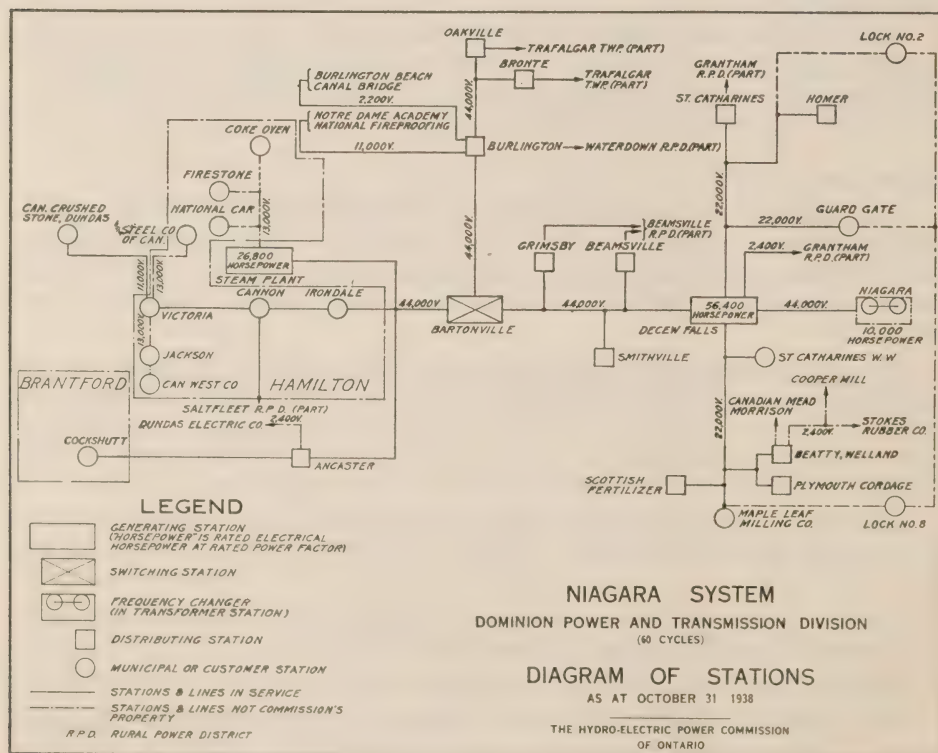 OAKVILLE
TRAFALGAR TWP. (PART)
BRONTE
TRAFALGAR
TWP. (PART)
44,000V.
BURLINGTON BEACH
CANAL BRIDGE
2,200V.
NOTRE DAME ACADEMY
NATIONAL FIREPROOFING
11,000V.
BURLINGTON
WATERDOWN R.P.D. (PART)
44,000V.
LOCK NO. 2
GRANTHAM
R.P.D. (PART)
ST. CATHARINES
HOMER
22,000V.
22,000V.
GUARD GATE
2,400V.
GRANTHAM
R.P.D. (PART)
COKE OVEN
FIRESTONE
NATIONAL CAR
13,000V.
CAN. CRUSHED
STONE, DUNDAS
STEEL CO
OF CAN.
11,000V.
13,000V.
26,800
HORSEPOWER
STEAM PLANT
CANNON
IRONDALE
VICTORIA
44,000V.
BARTONVILLE
GRIMSBY
BEAMSVILLE
BEAMSVILLE
R.P.D. (PART)
44,000V.
SMITHVILLE
56,400
HORSEPOWER
DECEW FALLS
44,000V.
NIAGARA
10,000
HORSEPOWER
13,000V.
JACKSON
CAN WEST CO
HAMILTON
BRANTFORD
SALTFLEET R.P.D. (PART)
DUNDAS ELECTRIC CO.
2,400V.
COCKSHUTT
ANCASTER
ST CATHARINES W.W
COOPER MILL
CANADIAN MEAD
MORRISON
2,400V.
STOKES
RUBBER CO.
22,000V.
BEATTY, WELLAND
SCOTTISH
FERTILIZER
PLYMOUTH CORDAGE
MAPLE LEAF
MILLING CO.
LOCK NO. 8
LEGEND
GENERATING STATION
("HORSEPOWER" IS RATED ELECTRICAL
HORSEPOWER AT RATED POWER FACTOR)
SWITCHING STATION
FREQUENCY CHANGER
(IN TRANSFORMER STATION)
DISTRIBUTING STATION
MUNICIPAL OR CUSTOMER STATION
STATIONS & LINES IN SERVICE
STATIONS & LINES NOT COMMISSION'S
PROPERTY
R.P.D. RURAL POWER DISTRICT
NIAGARA SYSTEM
DOMINION POWER AND TRANSMISSION DIVISION
(60 CYCLES)
DIAGRAM OF STATIONS
AS AT OCTOBER 31 1938
THE HYDRO-ELECTRIC POWER COMMISSION
OF ONTARIO